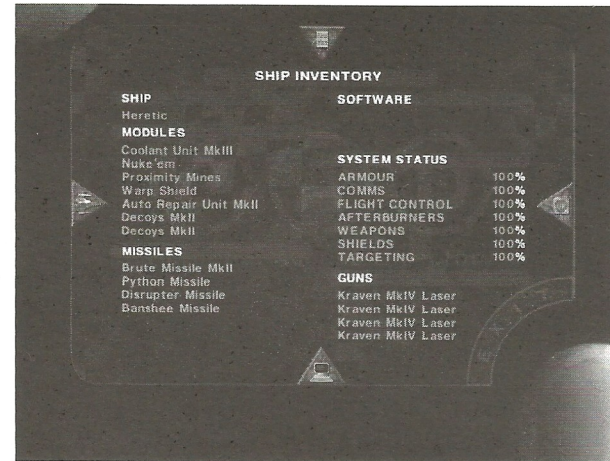 SHIP INVENTORY
SHIP
Heretic
MODULES
Coolant Unit MkIII
Nuke'em
Proximity Mines
Warp Shield
Auto Repair Unit MkII
Decoys MkII
Decoys MkII
MISSILES
Brute Missile MkII
Python Missile
Disrupter Missile
Banshee Missile
SOFTWARE
SYSTEM STATUS
ARMOUR 100%
COMMS 100%
FLIGHT CONTROL 100%
AFTERBURNERS 100%
WEAPONS 100%
SHIELDS 100%
TARGETING 100%
GUNS
Kraven MkIV Laser
Kraven MkIV Laser
Kraven MkIV Laser
Kraven MkIV Laser
EXIT